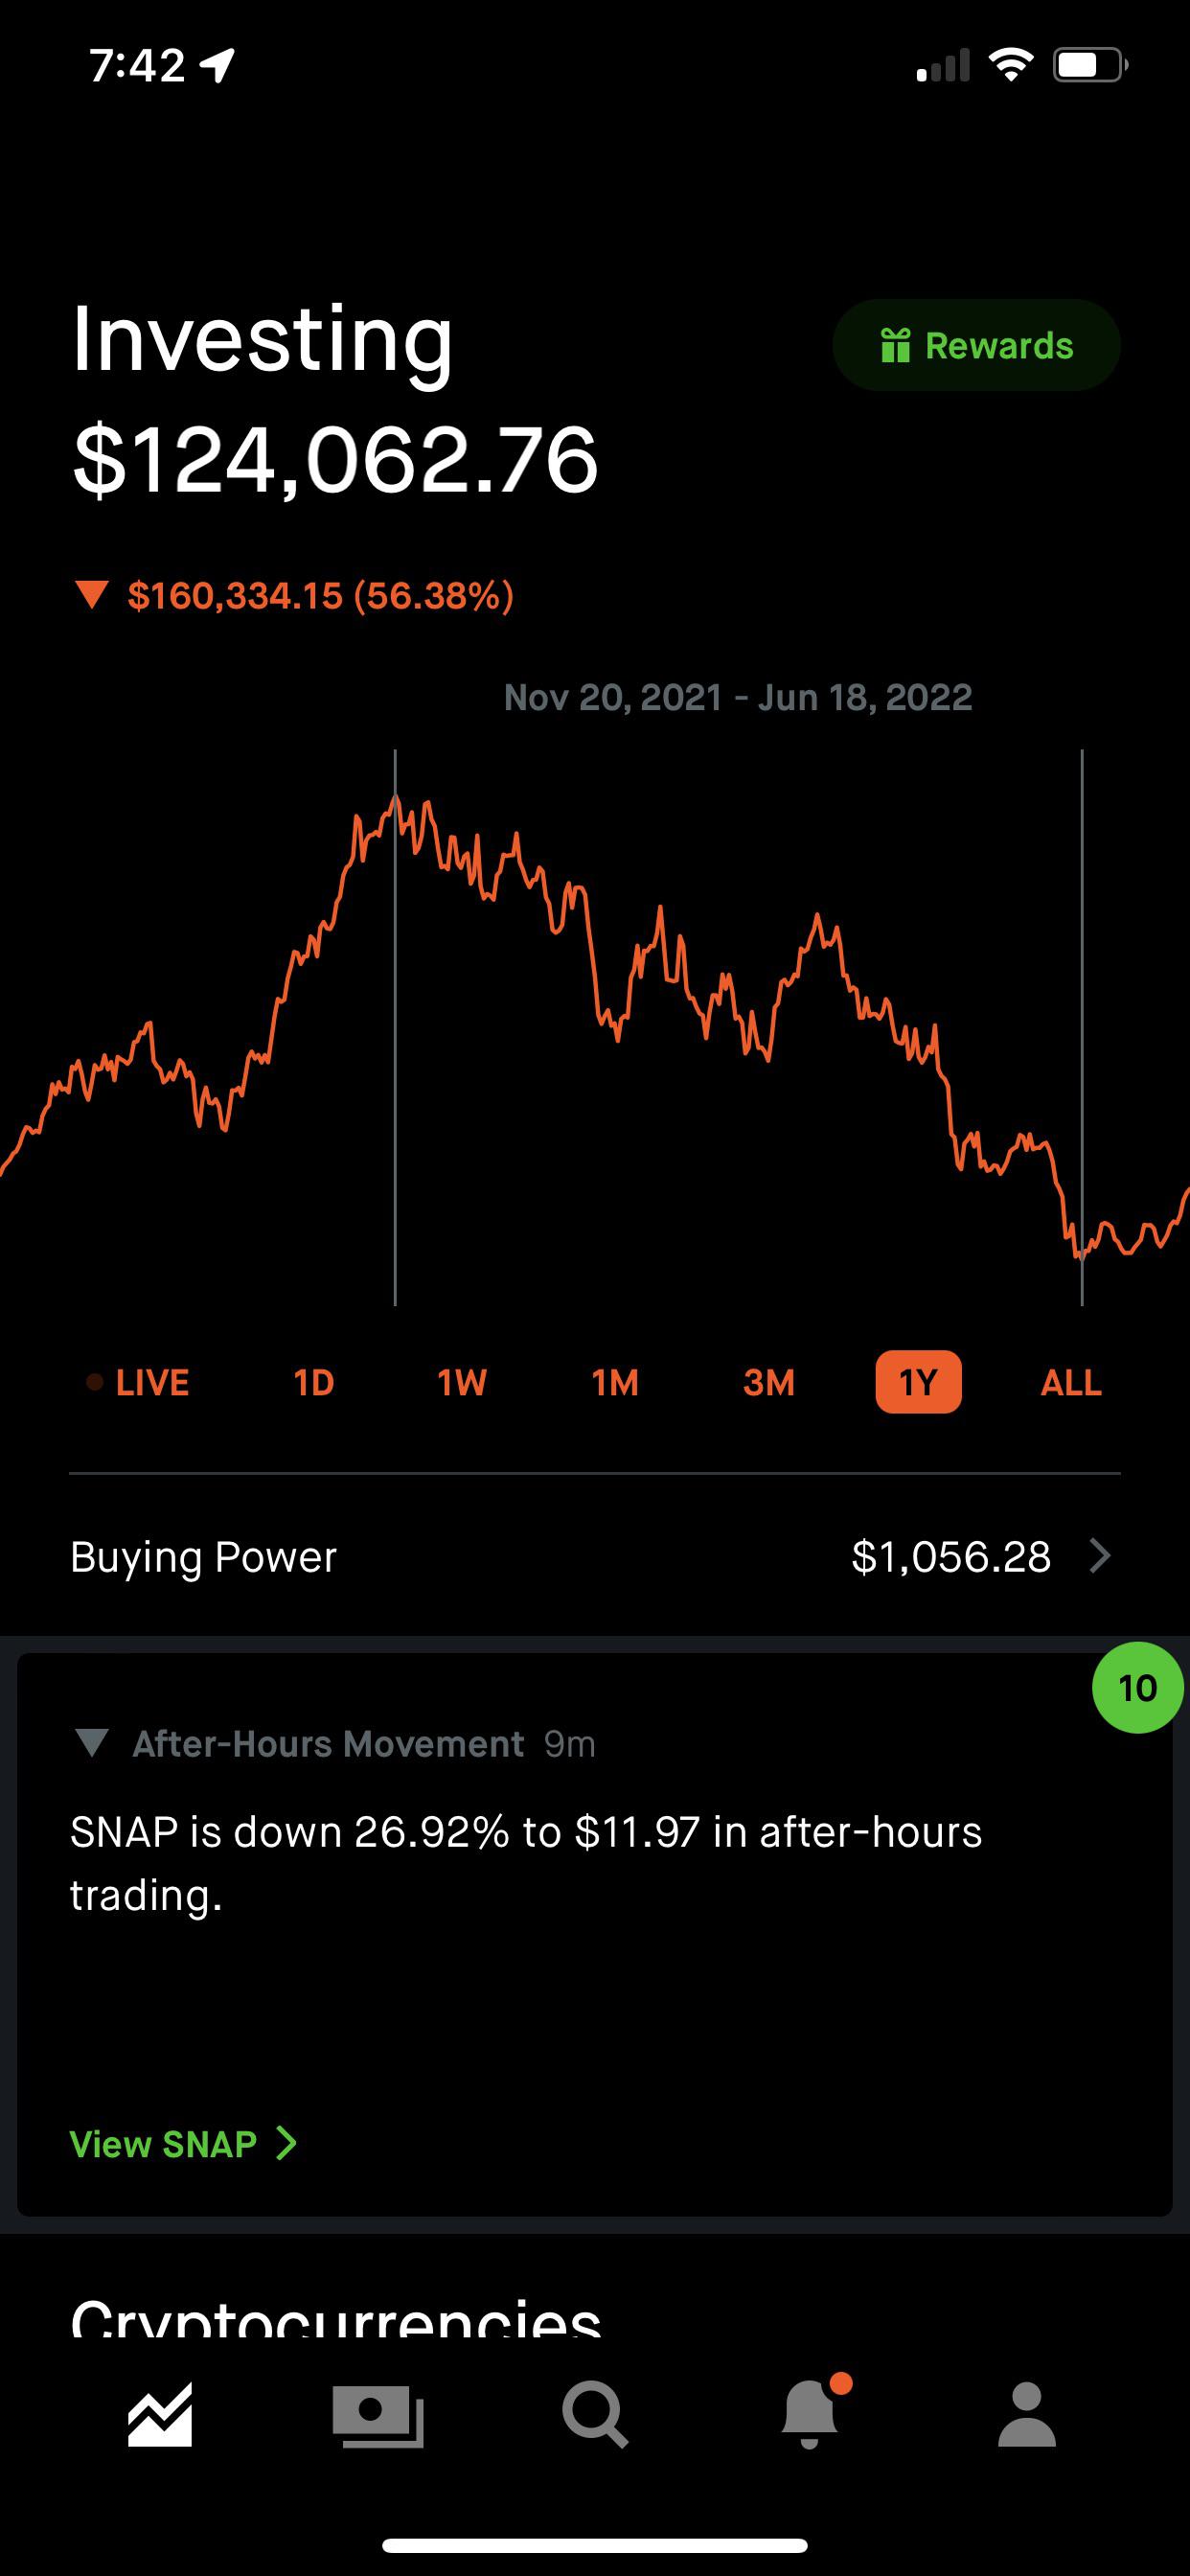 7:42
Investing
Rewards
$124,062.76
$160,334.15 (56.38%)
Nov 20, 2021 - Jun 18, 2022
LIVE 1D 1W 1M 3M 1Y ALL
Buying Power $1,056.28
10
After-Hours Movement 9m
SNAP is down 26.92% to $11.97 in after-hours
trading.
View SNAP
Cryptocurrencies